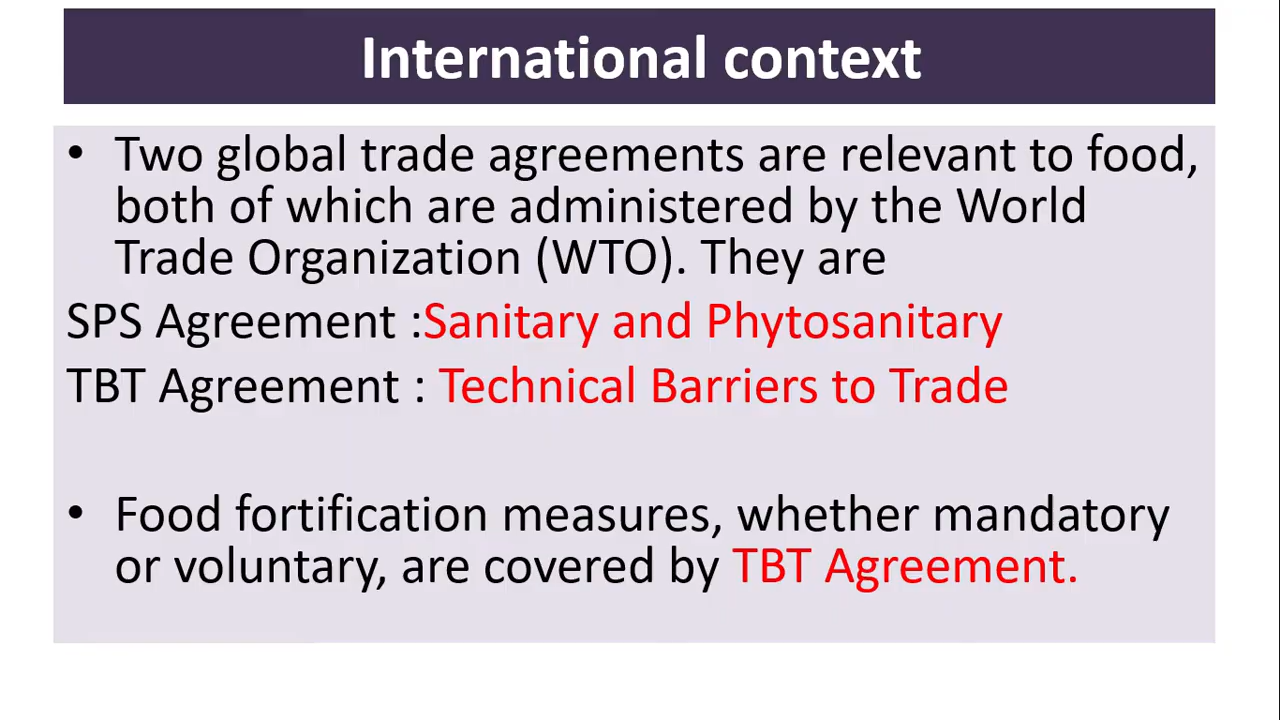 International context
• Two global trade agreements are relevant to food,
both of which are administered by the World
Trade Organization (WTO). They are
SPS Agreement :Sanitary and Phytosanitary
TBT Agreement : Technical Barriers to Trade
• Food fortification measures, whether mandatory
or voluntary, are covered by TBT Agreement.